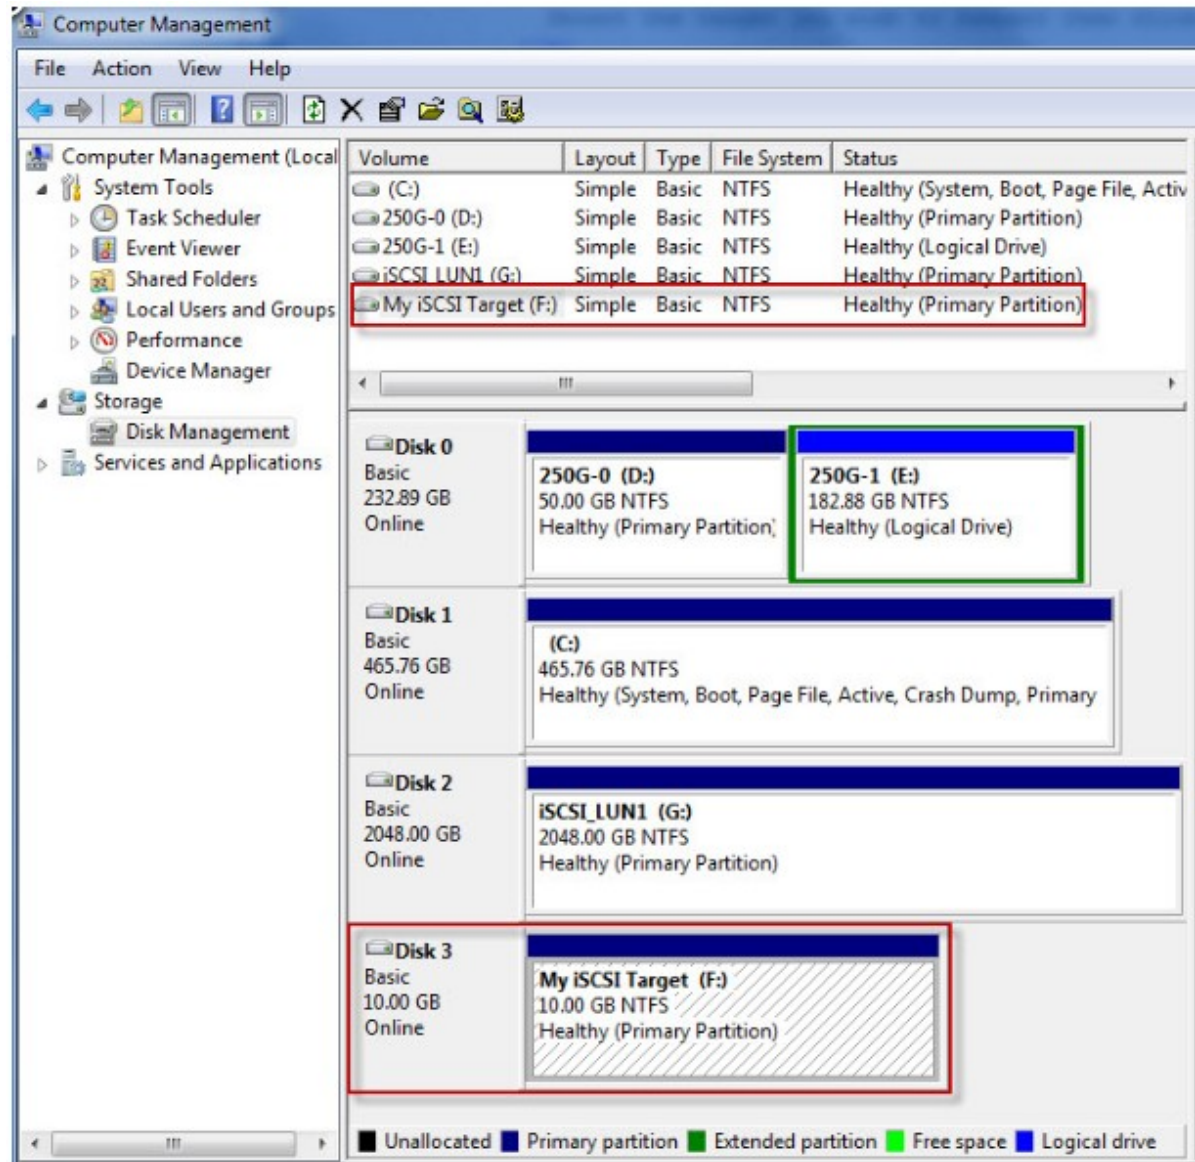 Computer Management
File Action View Help
Computer Management (Local
System Tools
Task Scheduler
Event Viewer
Shared Folders
Local Users and Groups
Performance
Device Manager
Storage
Disk Management
Services and Applications
Volume Layout Type File System Status
(C:) Simple Basic NTFS Healthy (System, Boot, Page File, Activ
250G-0 (D:) Simple Basic NTFS Healthy (Primary Partition)
250G-1 (E:) Simple Basic NTFS Healthy (Logical Drive)
iSCSI_LUN1 (G:) Simple Basic NTFS Healthy (Primary Partition)
My iSCSI Target (F:) Simple Basic NTFS Healthy (Primary Partition)
Disk 0
Basic
232.89 GB
Online
250G-0 (D:)
50.00 GB NTFS
Healthy (Primary Partition)
250G-1 (E:)
182.88 GB NTFS
Healthy (Logical Drive)
Disk 1
Basic
465.76 GB
Online
(C:)
465.76 GB NTFS
Healthy (System, Boot, Page File, Active, Crash Dump, Primary
Disk 2
Basic
2048.00 GB
Online
iSCSI_LUN1 (G:)
2048.00 GB NTFS
Healthy (Primary Partition)
Disk 3
Basic
10.00 GB
Online
My iSCSI Target (F:)
10.00 GB NTFS
Healthy (Primary Partition)
Unallocated Primary partition Extended partition Free space Logical drive